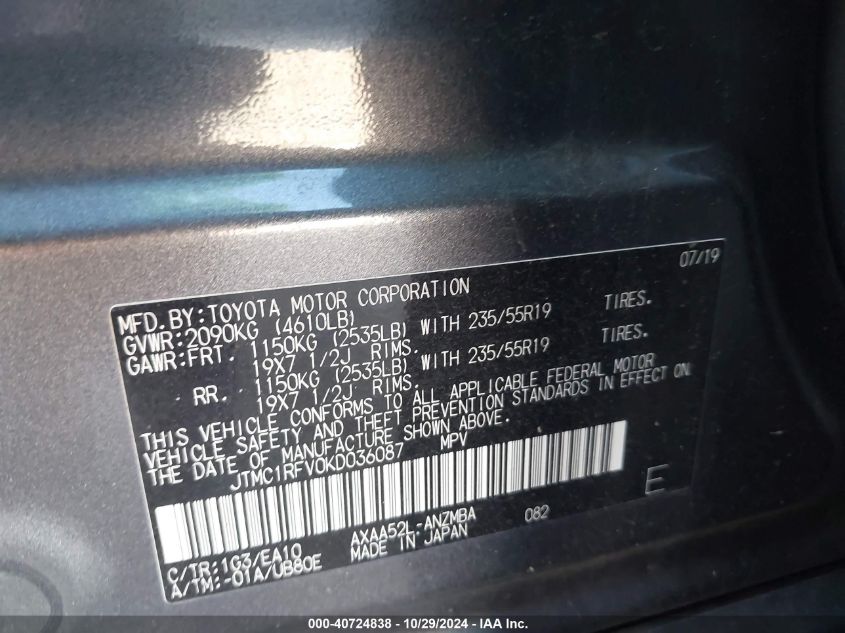 07/19
MFD.BY:TOYOTA MOTOR CORPORATION
GVWR:2090KG (4610LB)
GAWR:FRT. 1150KG (2535LB) WITH 235/55R19 TIRES.
19X7 1/2J RIMS.
RR. 1150KG (2535LB) WITH 235/55R19 TIRES.
19X7 1/2J RIMS.
THIS VEHICLE CONFORMS TO ALL APPLICABLE FEDERAL MOTOR
VEHICLE SAFETY AND THEFT PREVENTION STANDARDS IN EFFECT ON
THE DATE OF MANUFACTURE SHOWN ABOVE.
JTMC1RFV0KD036087 MPV
E
AXAA52L-ANZMBA 082
C/TR:1G3/EA10 MADE IN JAPAN
A/TM:-01A/UB80E
000-40724838 - 10/29/2024 - IAA Inc.